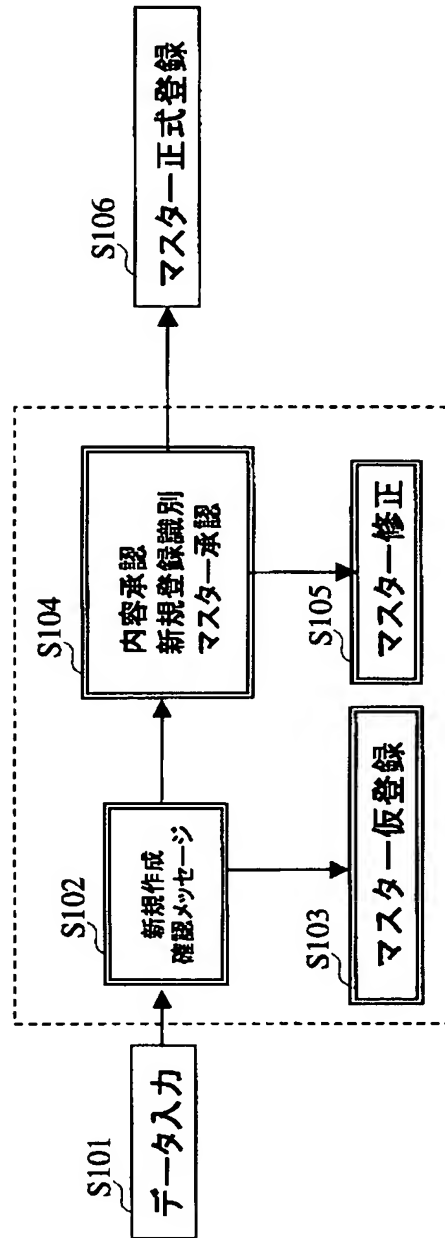 S101
データ入力
S102
新規作成
確認メッセージ
S103
マスター仮登録
S104
内容承認
新規登録識別
マスター承認
S105
マスター修正
S106
マスター正式登録